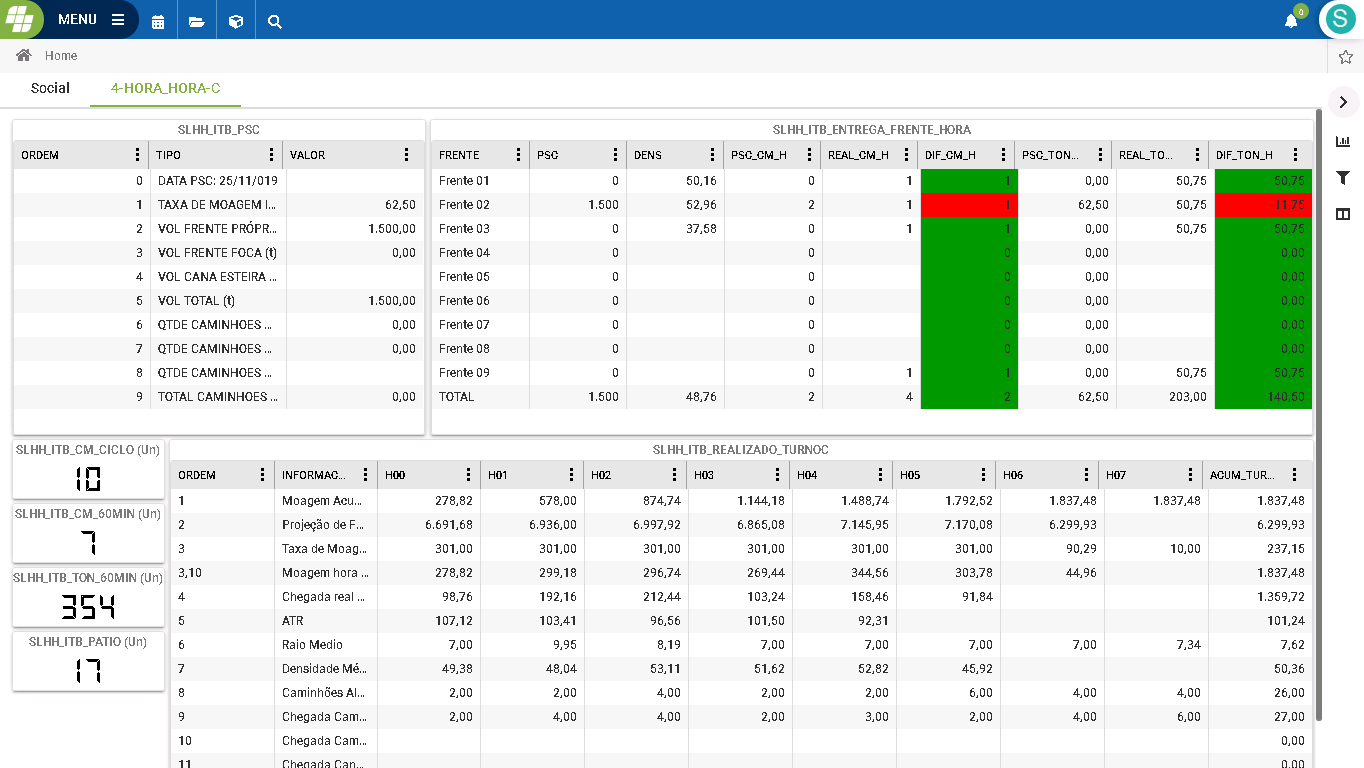 MENU
0
S
Home
Social 4-HORA_HORA-C
SLHH_ITB_PSC
ORDEM TIPO VALOR
0 DATA PSC: 25/11/019
1 TAXA DE MOAGEM I... 62,50
2 VOL FRENTE PRÓPR... 1.500,00
3 VOL FRENTE FOCA (t) 0,00
4 VOL CANA ESTEIRA ...
5 VOL TOTAL (t) 1.500,00
6 QTDE CAMINHOES ... 0,00
7 QTDE CAMINHOES ... 0,00
8 QTDE CAMINHOES ...
9 TOTAL CAMINHOES ... 0,00
SLHH_ITB_ENTREGA_FRENTE_HORA
FRENTE PSC DENS PSC_CM_H REAL_CM_H DIF_CM_H PSC_TON... REAL_TO... DIF_TON_H
Frente 01 0 50,16 0 1 1 0,00 50,75 50,75
Frente 02 1.500 52,96 2 1 -1 62,50 50,75 -11,75
Frente 03 0 37,58 0 1 1 0,00 50,75 50,75
Frente 04 0 0 0 0,00 0,00
Frente 05 0 0 0 0,00 0,00
Frente 06 0 0 0 0,00 0,00
Frente 07 0 0 0 0,00 0,00
Frente 08 0 0 0 0,00 0,00
Frente 09 0 0 1 1 0,00 50,75 50,75
TOTAL 1.500 48,76 2 4 2 62,50 203,00 140,50
SLHH_ITB_CM_CICLO (Un)
10
SLHH_ITB_CM_60MIN (Un)
7
SLHH_ITB_TON_60MIN (Un)
354
SLHH_ITB_PATIO (Un)
17
SLHH_ITB_REALIZADO_TURNOC
ORDEM INFORMAC... H00 H01 H02 H03 H04 H05 H06 H07 ACUM_TUR...
1 Moagem Acu... 278,82 578,00 874,74 1.144,18 1.488,74 1.792,52 1.837,48 1.837,48 1.837,48
2 Projeção de F... 6.691,68 6.936,00 6.997,92 6.865,08 7.145,95 7.170,08 6.299,93 6.299,93
3 Taxa de Moag... 301,00 301,00 301,00 301,00 301,00 301,00 90,29 10,00 237,15
3,10 Moagem hora ... 278,82 299,18 296,74 269,44 344,56 303,78 44,96 1.837,48
4 Chegada real ... 98,76 192,16 212,44 103,24 158,46 91,84 1.359,72
5 ATR 107,12 103,41 96,56 101,50 92,31 101,24
6 Raio Medio 7,00 9,95 8,19 7,00 7,00 7,00 7,00 7,34 7,62
7 Densidade Mé... 49,38 48,04 53,11 51,62 52,82 45,92 50,36
8 Caminhões Al... 2,00 2,00 4,00 2,00 2,00 6,00 4,00 4,00 26,00
9 Chegada Cam... 2,00 4,00 4,00 2,00 3,00 2,00 4,00 6,00 27,00
10 Chegada Cam... 0,00
11 Chegada Can... 0,00